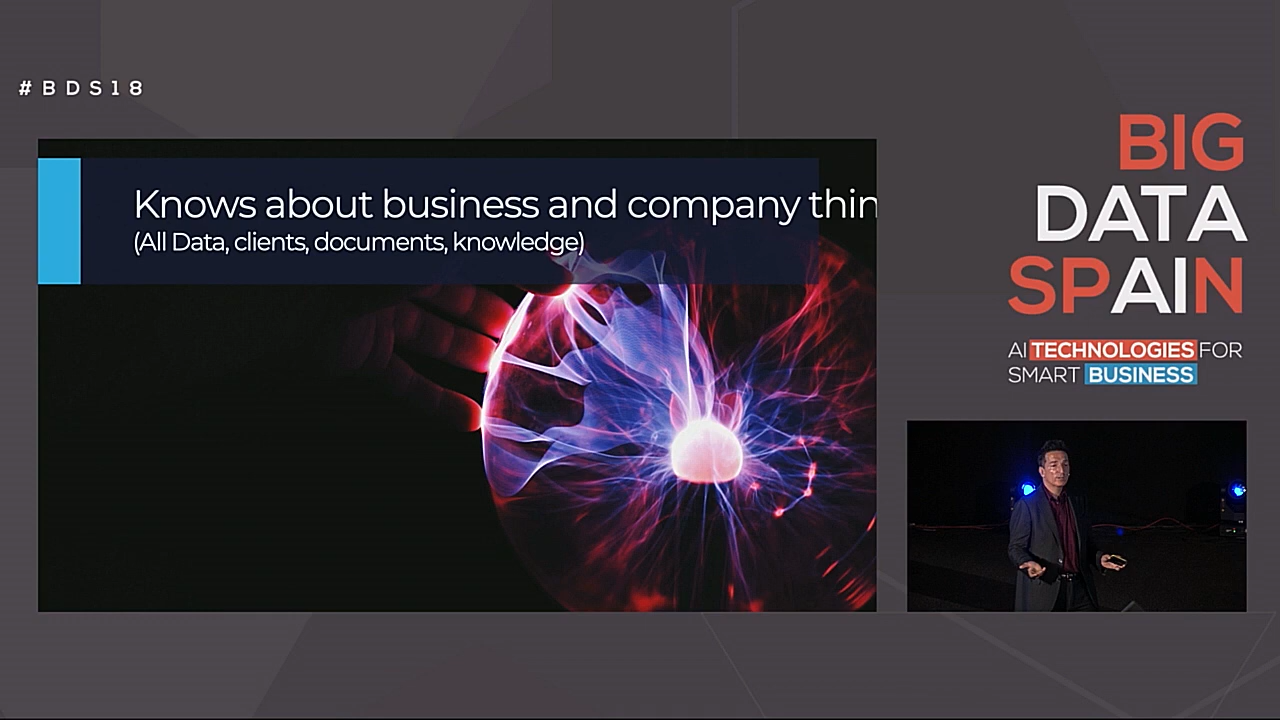 #BDS18
Knows about business and company thin
(All Data, clients, documents, knowledge)
BIG
DATA
SPAIN
AI TECHNOLOGIES FOR
SMART BUSINESS